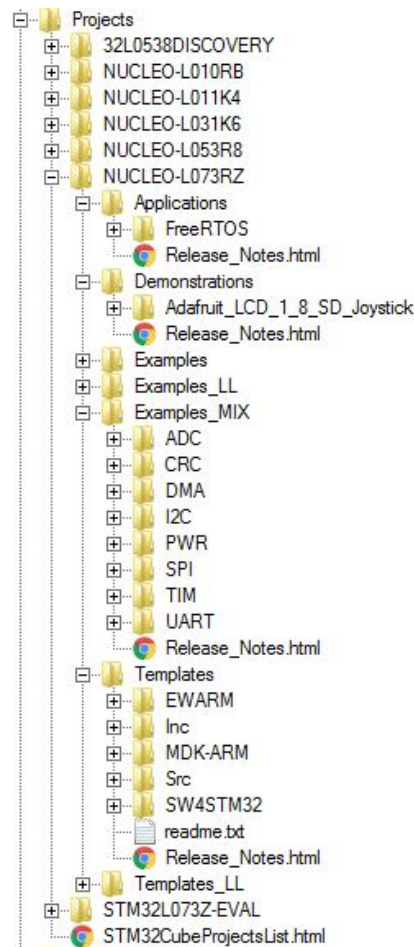 Projects
32L0538DISCOVERY
NUCLEO-L010RB
NUCLEO-L011K4
NUCLEO-L031K6
NUCLEO-L053R8
NUCLEO-L073RZ
Applications
FreeRTOS
Release_Notes.html
Demonstrations
Adafruit_LCD_1_8_SD_Joystick
Release_Notes.html
Examples
Examples_LL
Examples_MIX
ADC
CRC
DMA
I2C
PWR
SPI
TIM
UART
Release_Notes.html
Templates
EWARM
Inc
MDK-ARM
Src
SW4STM32
readme.txt
Release_Notes.html
Templates_LL
STM32L073Z-EVAL
STM32CubeProjectsList.html